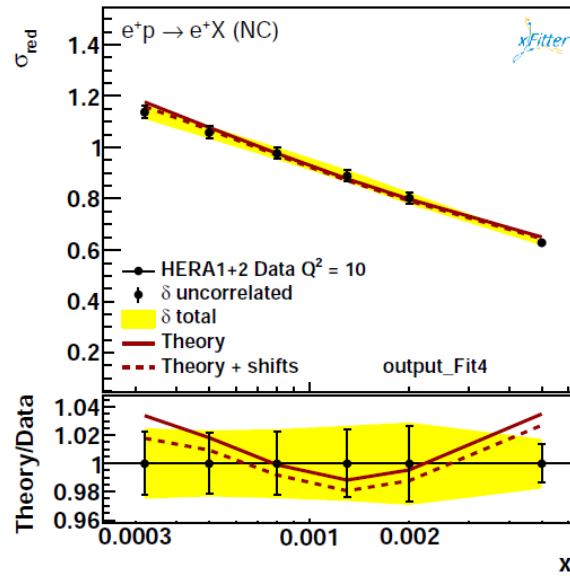 σred
1.4
1.2
1
0.8
0.6
0.4
0.2
e⁺p → e⁺X (NC)
xFitter
HERA1+2 Data Q² = 10
δ uncorrelated
δ total
Theory
Theory + shifts
output_Fit4
Theory/Data
1.04
1.02
1
0.98
0.96
0.0003
0.001
0.002
x